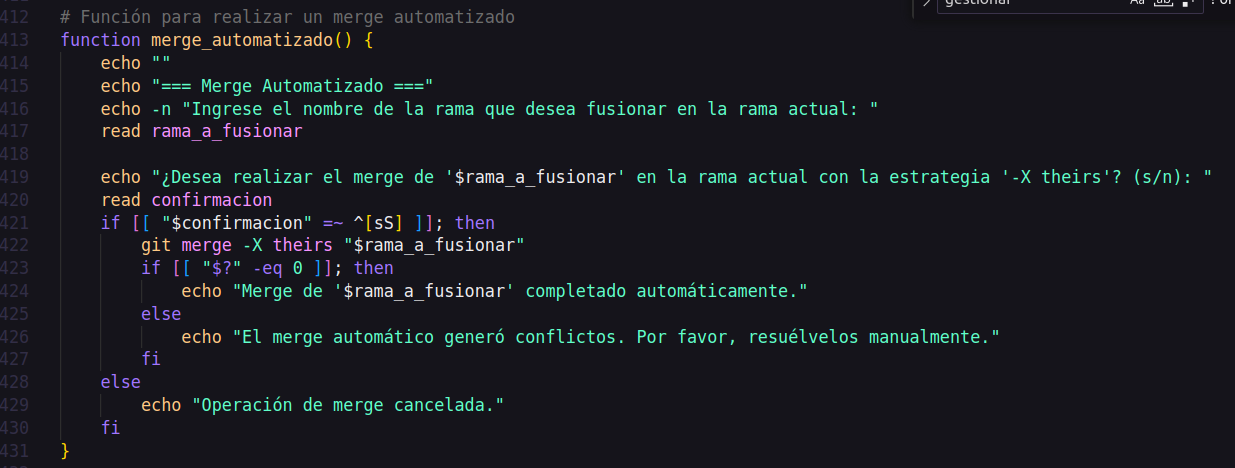 gestionar
412 # Función para realizar un merge automatizado
413 function merge_automatizado() {
414 echo ""
415 echo "=== Merge Automatizado ==="
416 echo -n "Ingrese el nombre de la rama que desea fusionar en la rama actual: "
417 read rama_a_fusionar
418
419 echo "¿Desea realizar el merge de '$rama_a_fusionar' en la rama actual con la estrategia '-X theirs'? (s/n): "
420 read confirmacion
421 if [[ "$confirmacion" =~ ^[sS] ]]; then
422 git merge -X theirs "$rama_a_fusionar"
423 if [[ "$?" -eq 0 ]]; then
424 echo "Merge de '$rama_a_fusionar' completado automáticamente."
425 else
426 echo "El merge automático generó conflictos. Por favor, resuélvelos manualmente."
427 fi
428 else
429 echo "Operación de merge cancelada."
430 fi
431 }